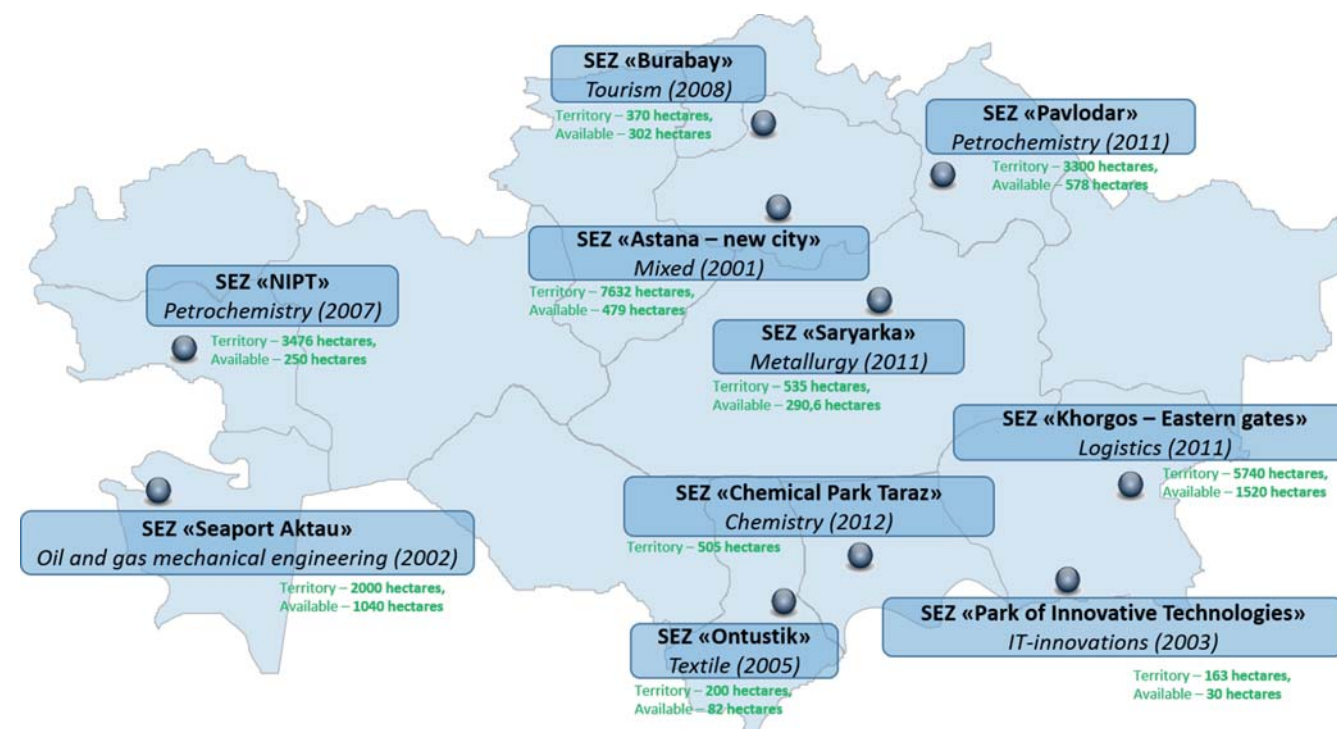 SEZ «Burabay»
Tourism (2008)
Territory – 370 hectares,
Available – 302 hectares
SEZ «Pavlodar»
Petrochemistry (2011)
Territory – 3300 hectares,
Available – 578 hectares
SEZ «Astana – new city»
Mixed (2001)
Territory – 7632 hectares,
Available – 479 hectares
SEZ «NIPT»
Petrochemistry (2007)
Territory – 3476 hectares,
Available – 250 hectares
SEZ «Saryarka»
Metallurgy (2011)
Territory – 535 hectares,
Available – 290,6 hectares
SEZ «Khorgos – Eastern gates»
Logistics (2011)
Territory – 5740 hectares,
Available – 1520 hectares
SEZ «Chemical Park Taraz»
Chemistry (2012)
Territory – 505 hectares
SEZ «Seaport Aktau»
Oil and gas mechanical engineering (2002)
Territory – 2000 hectares,
Available – 1040 hectares
SEZ «Park of Innovative Technologies»
IT-innovations (2003)
Territory – 163 hectares,
Available – 30 hectares
SEZ «Ontustik»
Textile (2005)
Territory – 200 hectares,
Available – 82 hectares